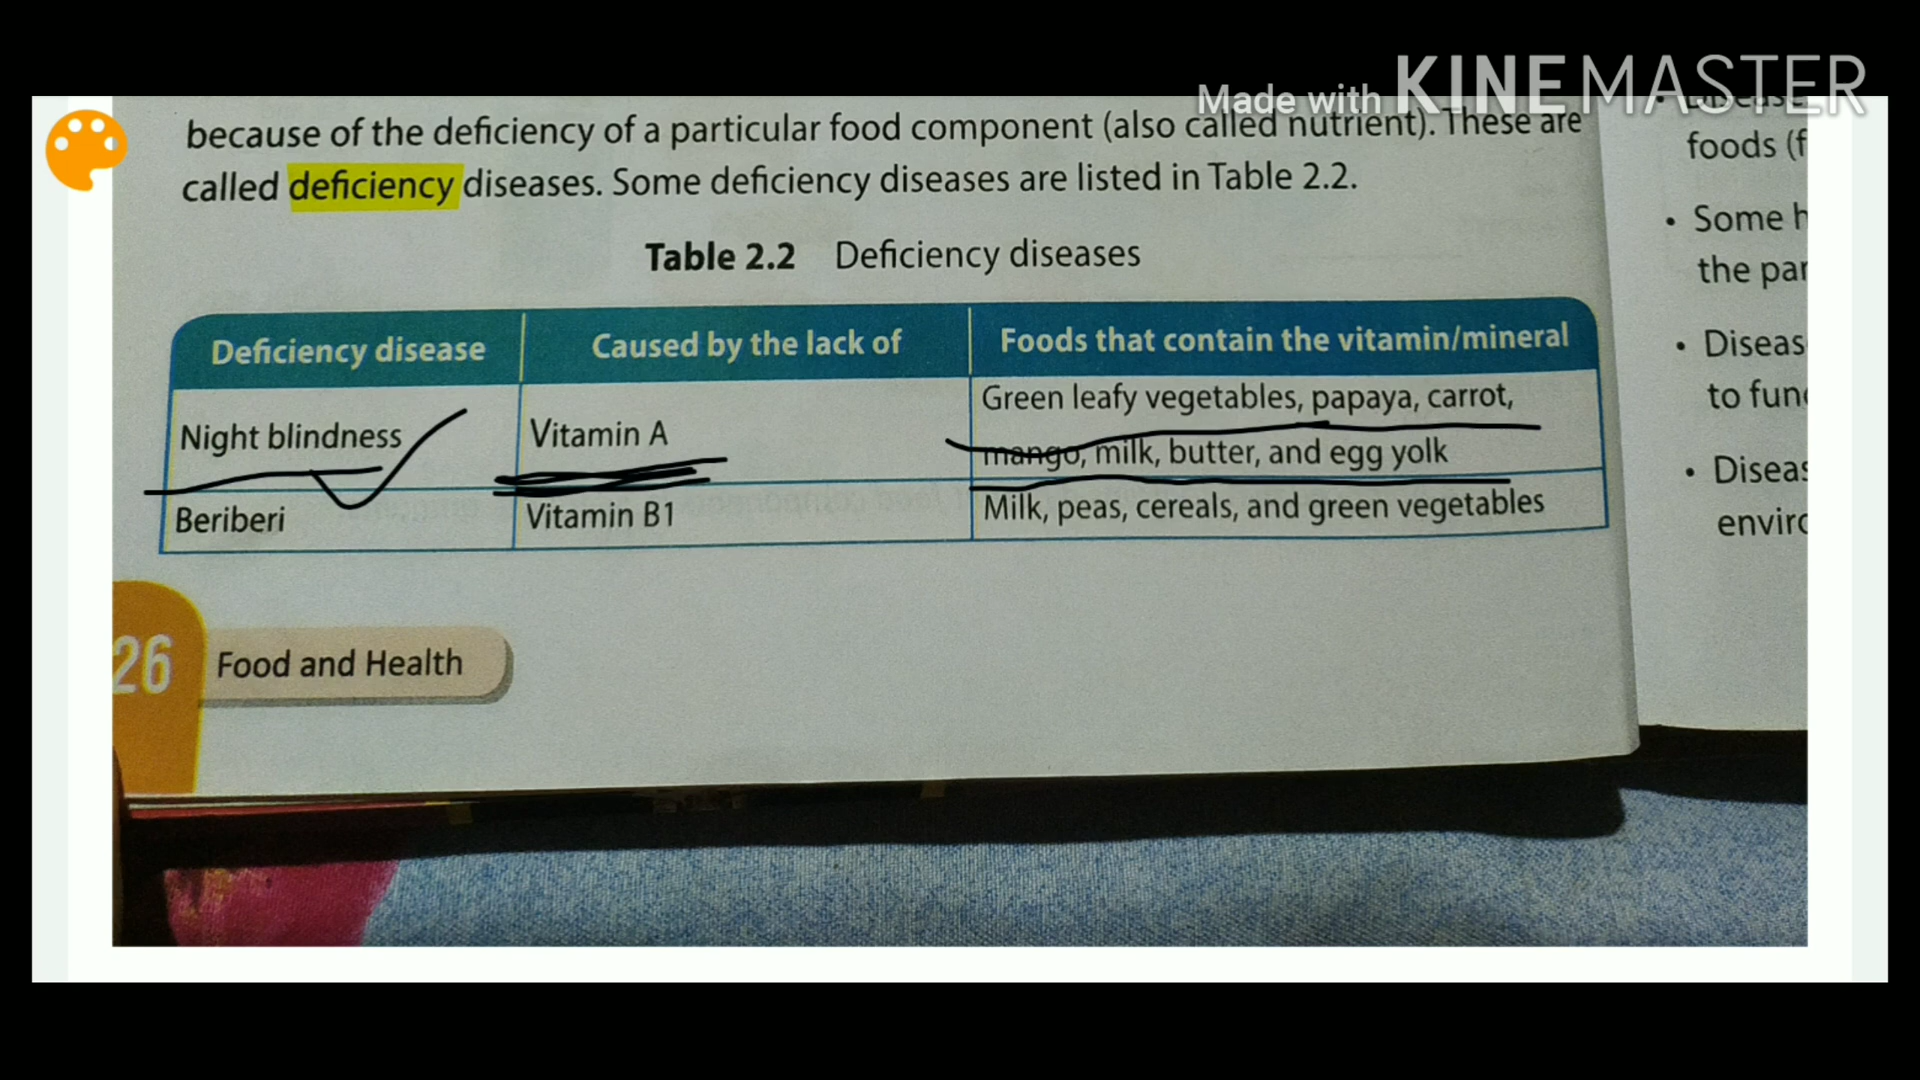 Made with KINEMASTER
because of the deficiency of a particular food component (also called nutrient). These are
called deficiency diseases. Some deficiency diseases are listed in Table 2.2.
Table 2.2 Deficiency diseases
Deficiency disease Caused by the lack of Foods that contain the vitamin/mineral
Night blindness Vitamin A Green leafy vegetables, papaya, carrot,
mango, milk, butter, and egg yolk
Beriberi Vitamin B1 Milk, peas, cereals, and green vegetables
26 Food and Health
foods (f
• Some h
the par
• Diseas
to func
• Diseas
enviro